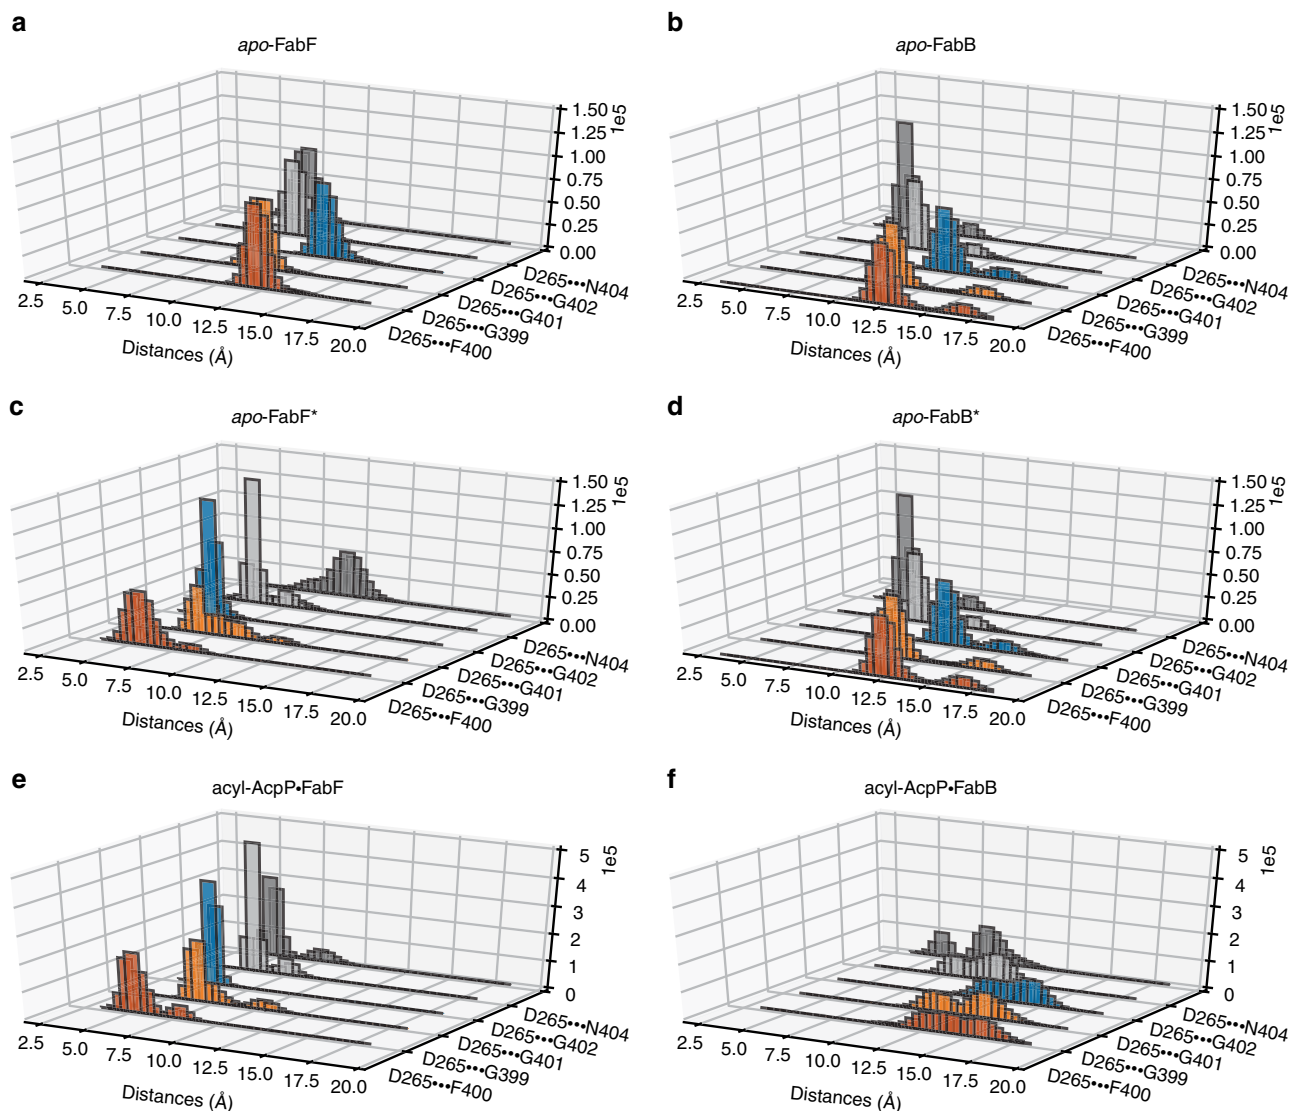 a
apo-FabF
1.50
1.25
1.00
0.75
0.50
0.25
0.00
1e5
D265•••N404
D265•••G402
D265•••G401
D265•••G399
D265•••F400
2.5
5.0
7.5
10.0
12.5
15.0
17.5
20.0
Distances (Å)
b
apo-FabB
1.50
1.25
1.00
0.75
0.50
0.25
0.00
1e5
D265•••N404
D265•••G402
D265•••G401
D265•••G399
D265•••F400
2.5
5.0
7.5
10.0
12.5
15.0
17.5
20.0
Distances (Å)
c
apo-FabF*
1.50
1.25
1.00
0.75
0.50
0.25
0.00
1e5
D265•••N404
D265•••G402
D265•••G401
D265•••G399
D265•••F400
2.5
5.0
7.5
10.0
12.5
15.0
17.5
20.0
Distances (Å)
d
apo-FabB*
1.50
1.25
1.00
0.75
0.50
0.25
0.00
1e5
D265•••N404
D265•••G402
D265•••G401
D265•••G399
D265•••F400
2.5
5.0
7.5
10.0
12.5
15.0
17.5
20.0
Distances (Å)
e
acyl-AcpP•FabF
5
4
3
2
1
0
1e5
D265•••N404
D265•••G402
D265•••G401
D265•••G399
D265•••F400
2.5
5.0
7.5
10.0
12.5
15.0
17.5
20.0
Distances (Å)
f
acyl-AcpP•FabB
5
4
3
2
1
0
1e5
D265•••N404
D265•••G402
D265•••G401
D265•••G399
D265•••F400
2.5
5.0
7.5
10.0
12.5
15.0
17.5
20.0
Distances (Å)